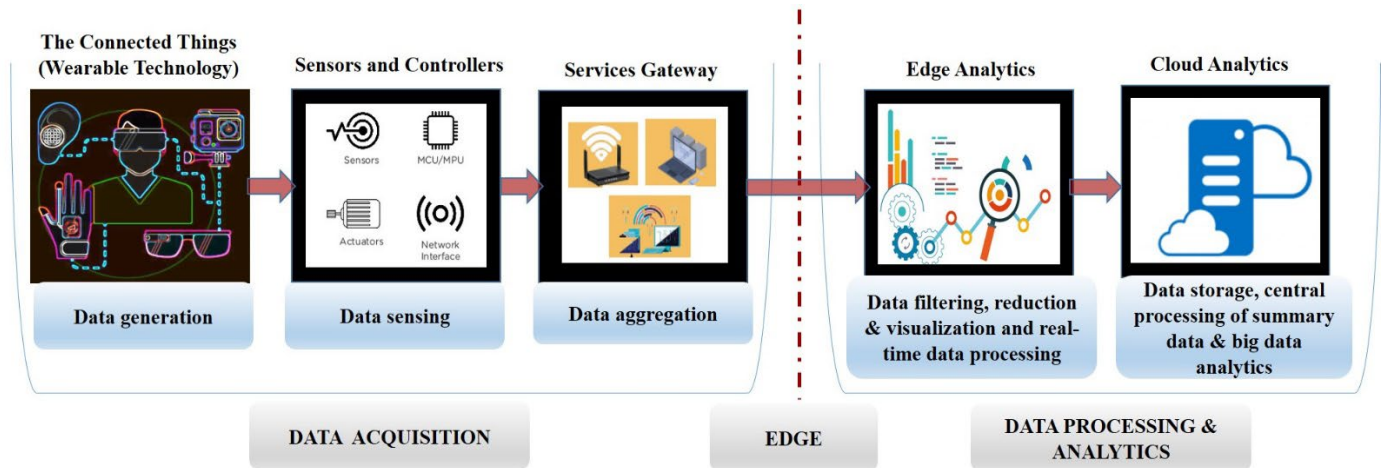 The Connected Things
(Wearable Technology)
Sensors and Controllers
Services Gateway
Edge Analytics
Cloud Analytics
Sensors
MCU/MPU
Actuators
Network
Interface
Data generation
Data sensing
Data aggregation
Data filtering, reduction
& visualization and real-
time data processing
Data storage, central
processing of summary
data & big data
analytics
DATA ACQUISITION
EDGE
DATA PROCESSING &
ANALYTICS